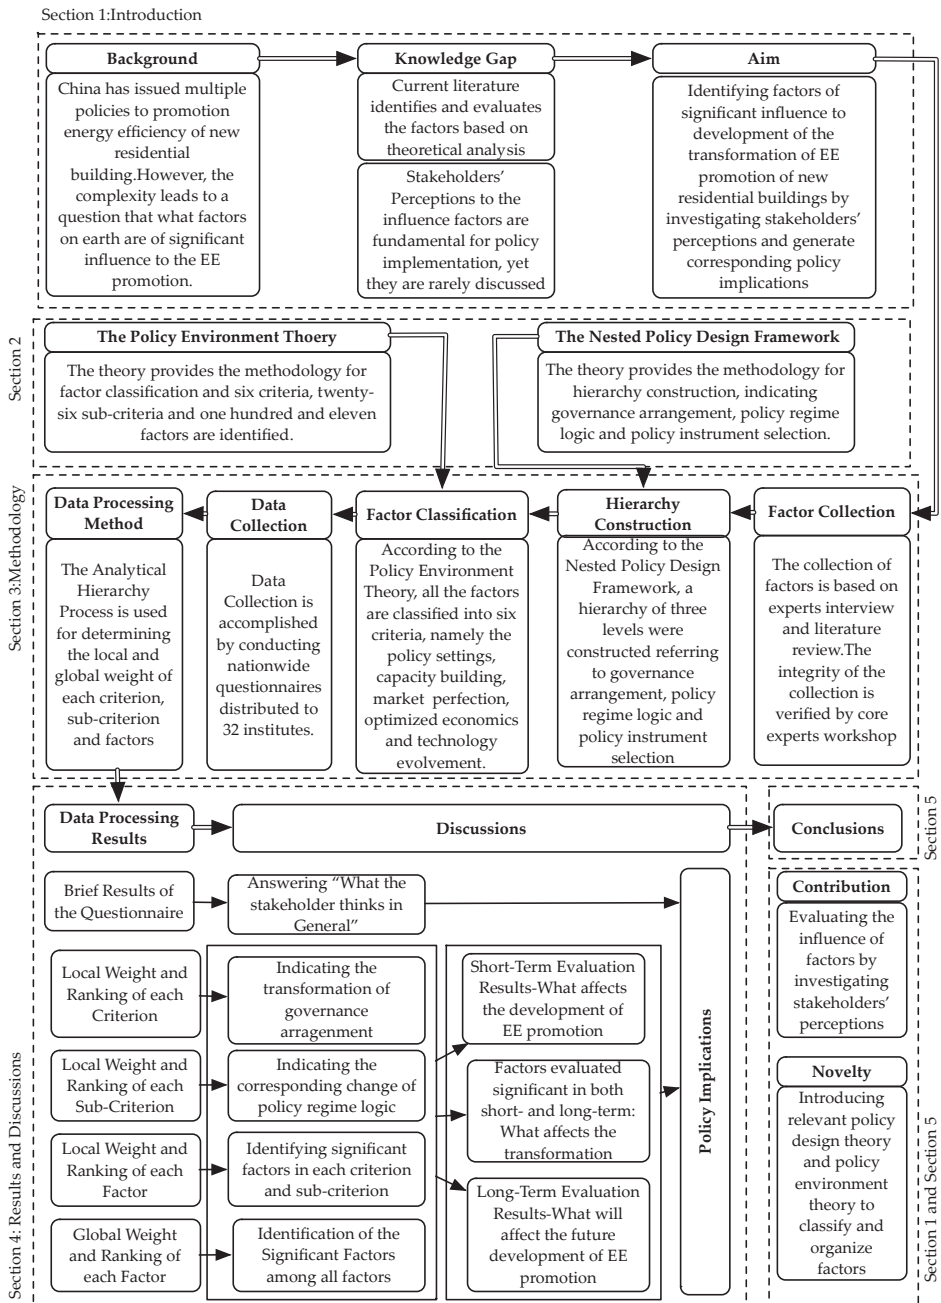 Section 1:Introduction
Background
China has issued multiple
policies to promotion
energy efficiency of new
residential
building.However, the
complexity leads to a
question that what factors
on earth are of significant
influence to the EE
promotion.
Knowledge Gap
Current literature
identifies and evaluates
the factors based on
theoretical analysis
Stakeholders’
Perceptions to the
influence factors are
fundamental for policy
implementation, yet
they are rarely discussed
Aim
Identifying factors of
significant influence to
development of the
transformation of EE
promotion of new
residential buildings by
investigating stakeholders’
perceptions and generate
corresponding policy
implications
Section 2
The Policy Environment Thoery
The theory provides the methodology for
factor classification and six criteria, twenty-
six sub-criteria and one hundred and eleven
factors are identified.
The Nested Policy Design Framework
The theory provides the methodology for
hierarchy construction, indicating
governance arrangement, policy regime
logic and policy instrument selection.
Section 3:Methodology
Data Processing
Method
The Analytical
Hierarchy
Process is used
for determining
the local and
global weight of
each criterion,
sub-criterion
and factors
Data
Collection
Data
Collection is
accomplished
by conducting
nationwide
questionnaires
distributed to
32 institutes.
Factor Classification
According to the
Policy Environment
Theory, all the factors
are classified into six
criteria, namely the
policy settings,
capacity building,
market perfection,
optimized economics
and technology
evolvement.
Hierarchy
Construction
According to the
Nested Policy Design
Framework, a
hierarchy of three
levels were
constructed referring
to governance
arrangement, policy
regime logic and
policy instrument
selection
Factor Collection
The collection of
factors is based on
experts interview
and literature
review.The
integrity of the
collection is
verified by core
experts workshop
Section 4: Results and Discussions
Data Processing
Results
Discussions
Brief Results of
the Questionnaire
Answering “What the
stakeholder thinks in
General”
Local Weight and
Ranking of each
Criterion
Indicating the
transformation of
governance
arragenment
Local Weight and
Ranking of each
Sub-Criterion
Indicating the
corresponding change of
policy regime logic
Local Weight and
Ranking of each
Factor
Identifying significant
factors in each criterion
and sub-criterion
Global Weight
and Ranking of
each Factor
Identification of the
Significant Factors
among all factors
Short-Term Evaluation
Results-What affects
the development of
EE promotion
Factors evaluated
significant in both
short- and long-term:
What affects the
transformation
Long-Term Evaluation
Results-What will
affect the future
development of EE
promotion
Policy Implications
Conclusions
Section 5
Contribution
Evaluating the
influence of
factors by
investigating
stakeholders’
perceptions
Novelty
Introducing
relevant policy
design theory
and policy
environment
theory to
classify and
organize
factors
Section 1 and Section 5